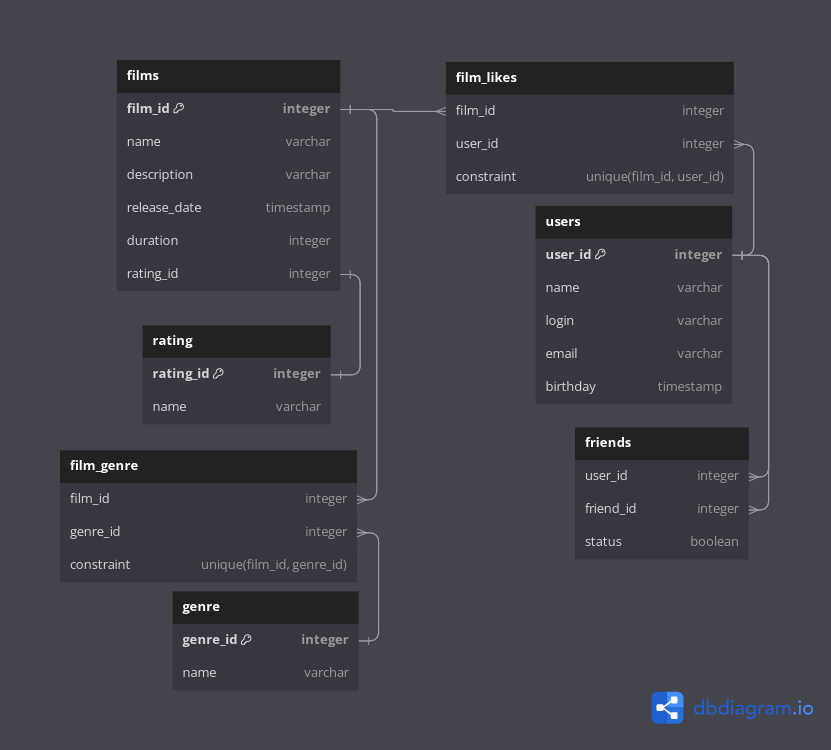 films
film_id integer
name varchar
description varchar
release_date timestamp
duration integer
rating_id integer
rating
rating_id integer
name varchar
film_genre
film_id integer
genre_id integer
constraint unique(film_id, genre_id)
genre
genre_id integer
name varchar
film_likes
film_id integer
user_id integer
constraint unique(film_id, user_id)
users
user_id integer
name varchar
login varchar
email varchar
birthday timestamp
friends
user_id integer
friend_id integer
status boolean
dbdiagram.io